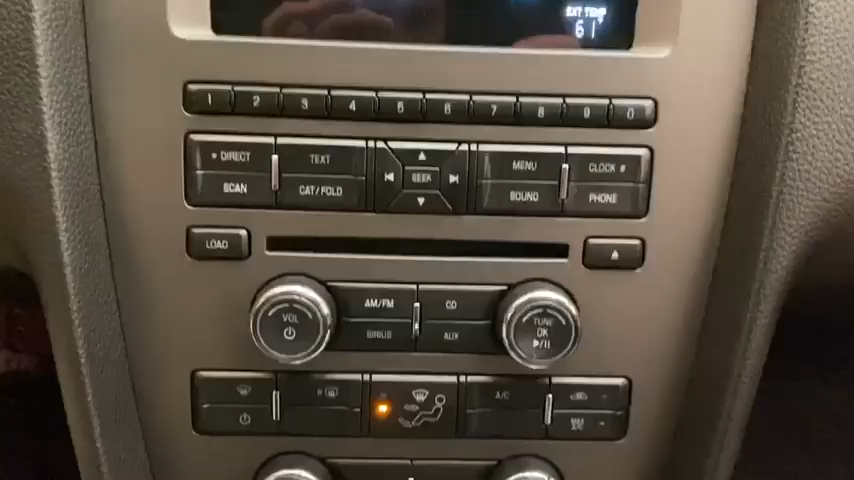 EXT TEMP
61°
1 2 3 4 5 6 7 8 9 0
* DIRECT TEXT MENU CLOCK #
SEEK
SCAN CAT/FOLD SOUND PHONE
LOAD
AM/FM CD
VOL TUNE
OK
SIRIUS AUX
R A/C
MAX
A/C